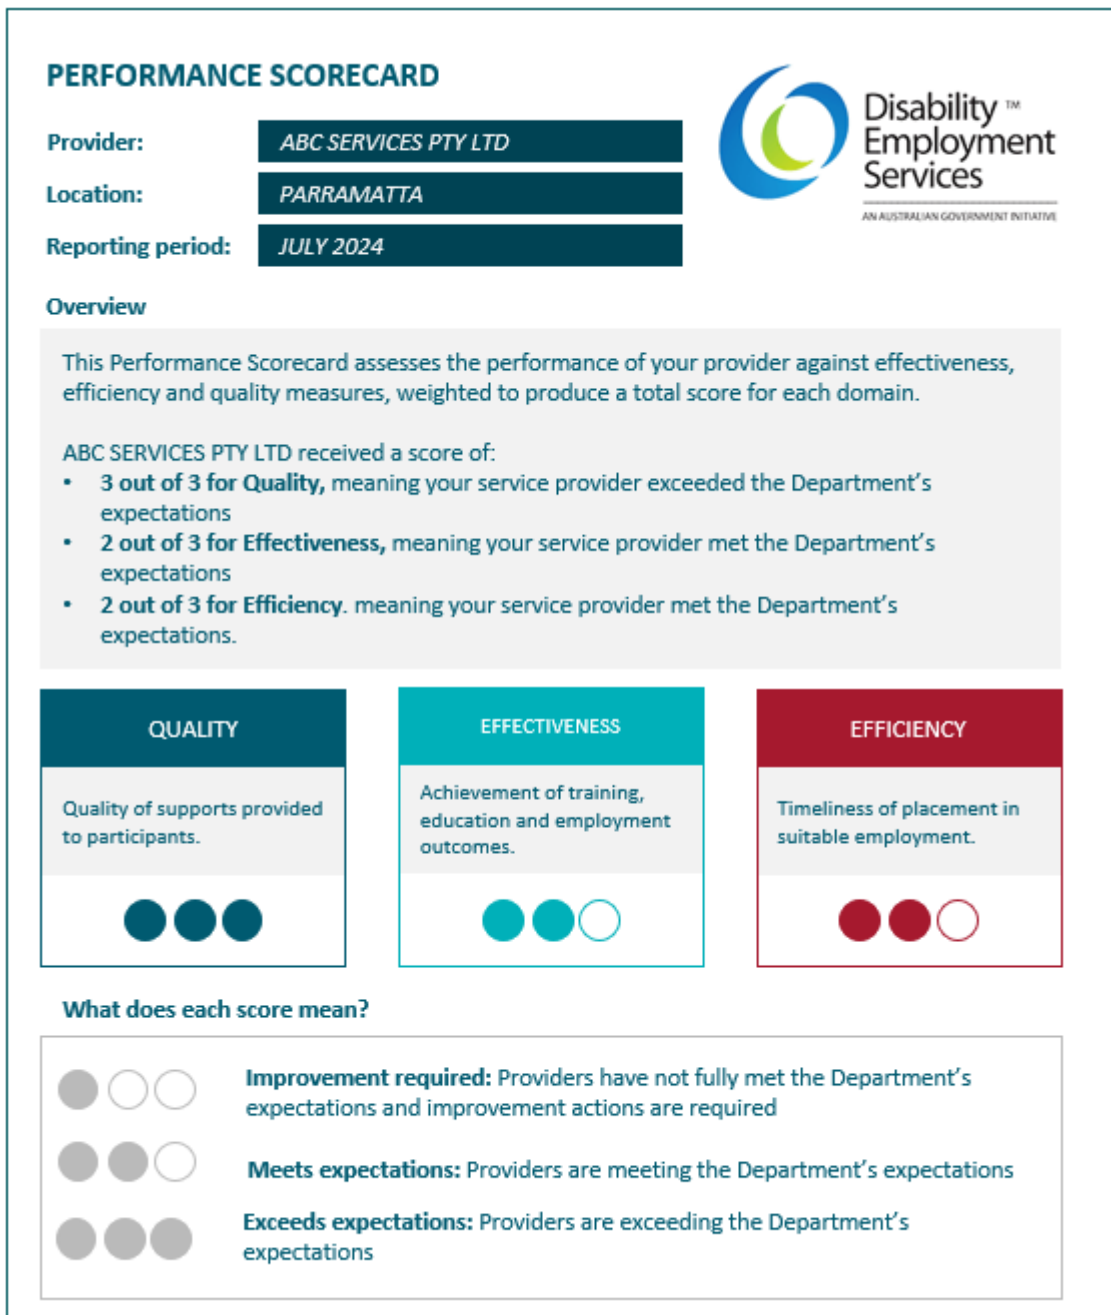 PERFORMANCE SCORECARD
Provider: ABC SERVICES PTY LTD
Location: PARRAMATTA
Reporting period: JULY 2024
Disability ™
Employment
Services
AN AUSTRALIAN GOVERNMENT INITIATIVE
Overview
This Performance Scorecard assesses the performance of your provider against effectiveness,
efficiency and quality measures, weighted to produce a total score for each domain.
ABC SERVICES PTY LTD received a score of:
• 3 out of 3 for Quality, meaning your service provider exceeded the Department’s
expectations
• 2 out of 3 for Effectiveness, meaning your service provider met the Department’s
expectations
• 2 out of 3 for Efficiency. meaning your service provider met the Department’s
expectations.
QUALITY
Quality of supports provided
to participants.
EFFECTIVENESS
Achievement of training,
education and employment
outcomes.
EFFICIENCY
Timeliness of placement in
suitable employment.
What does each score mean?
Improvement required: Providers have not fully met the Department’s
expectations and improvement actions are required
Meets expectations: Providers are meeting the Department’s expectations
Exceeds expectations: Providers are exceeding the Department’s
expectations